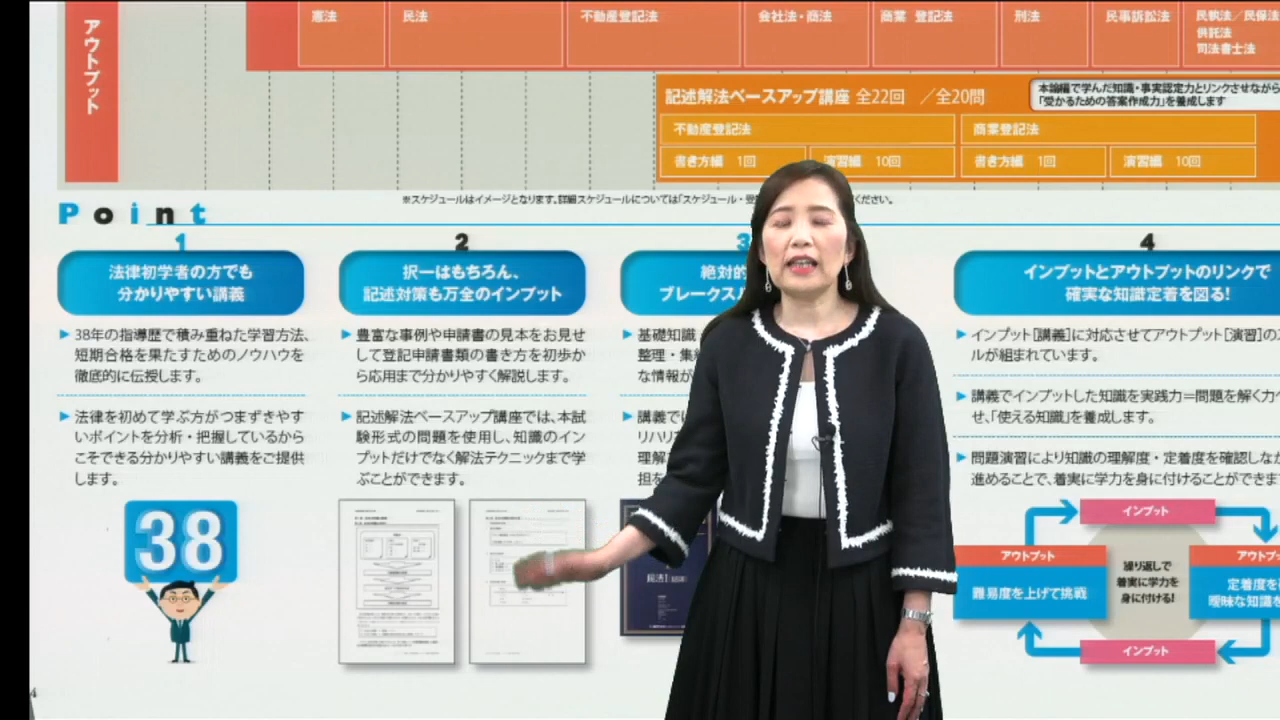 アウトプット
憲法
民法
不動産登記法
会社法・商法
商業 登記法
刑法
民事訴訟法
民執法/民保法
供託法
司法書士法
記述解法ベースアップ講座 全22回 /全20問
本論編で学んだ知識・事実認定力とリンクさせながら
「受かるための答案作成力」を養成します
不動産登記法
商業登記法
書き方編 1回
演習編 10回
書き方編 1回
演習編 10回
※スケジュールはイメージとなります。詳細スケジュールについては「スケジュール・受
ください。
Point
1
法律初学者の方でも
分かりやすい講義
▶38年の指導歴で積み重ねた学習方法、
短期合格を果たすためのノウハウを
徹底的に伝授します。
▶法律を初めて学ぶ方がつまずきやす
いポイントを分析・把握しているから
こそできる分かりやすい講義をご提供
します。
38
2
択一はもちろん、
記述対策も万全のインプット
▶豊富な事例や申請書の見本をお見せ
して登記申請書類の書き方を初歩か
ら応用まで分かりやすく解説します。
▶記述解法ベースアップ講座では、本試
験形式の問題を使用し、知識のイン
プットだけでなく解法テクニックまで学
ぶことができます。
3
絶対的
ブレークス
▶基礎知識
整理・集
な情報が
▶講義では
リハリ
理解
担を
民法I
4
インプットとアウトプットのリンクで
確実な知識定着を図る!
▶インプット[講義]に対応させてアウトプット[演習]の
ルが組まれています。
▶講義でインプットした知識を実践力=問題を解く力へ
せ、「使える知識」を養成します。
▶問題演習により知識の理解度・定着度を確認しなが
進めることで、着実に学力を身に付けることができま
インプット
アウトプット
難易度を上げて挑戦
繰り返しで
着実に学力を
身に付ける!
アウトプ
定着度を
曖昧な知識を
インプット
4